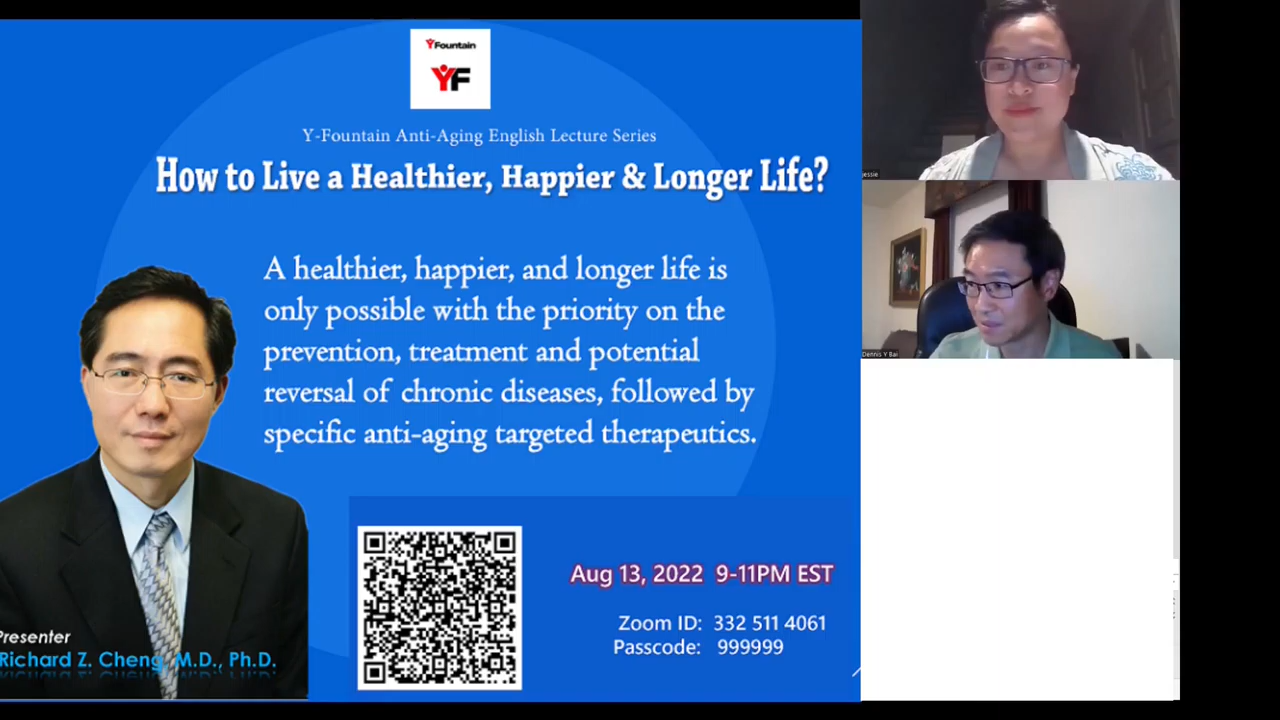 YFountain
YF
Y-Fountain Anti-Aging English Lecture Series
How to Live a Healthier, Happier & Longer Life?
A healthier, happier, and longer life is
only possible with the priority on the
prevention, treatment and potential
reversal of chronic diseases, followed by
specific anti-aging targeted therapeutics.
Aug 13, 2022 9-11PM EST
Zoom ID: 332 511 4061
Passcode: 999999
Presenter
Richard Z. Cheng, M.D., Ph.D.
jessie
Dennis Y Bai